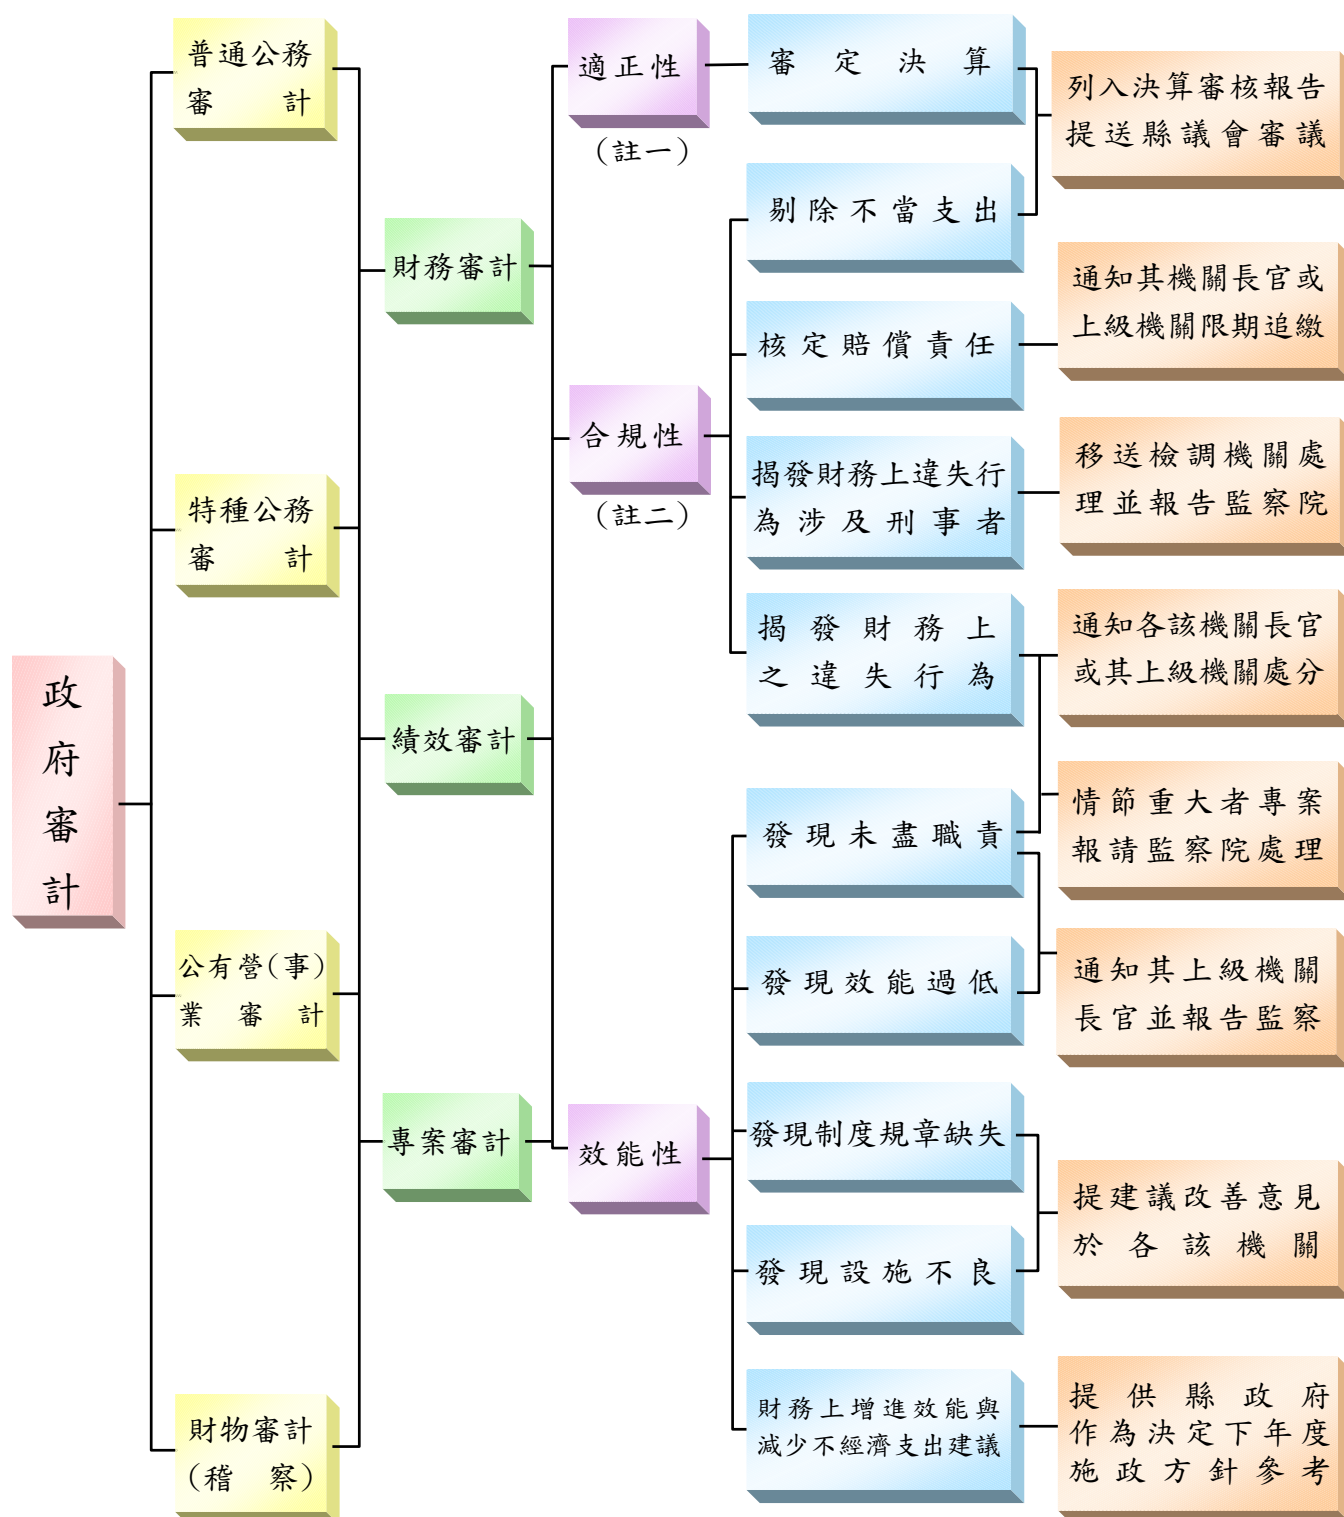 政
府
審
計
普通公務
審計
特種公務
審計
公有營(事)
業審計
財物審計
(稽察)
財務審計
績效審計
專案審計
適正性
(註一)
合規性
(註二)
效能性
審定決算
剔除不當支出
核定賠償責任
揭發財務上違失行
為涉及刑事者
揭發財務上
之違失行為
發現未盡職責
發現效能過低
發現制度規章缺失
發現設施不良
財務上增進效能與
減少不經濟支出建議
列入決算審核報告
提送縣議會審議
通知其機關長官或
上級機關限期追繳
移送檢調機關處
理並報告監察院
通知各該機關長官
或其上級機關處分
情節重大者專案
報請監察院處理
通知其上級機關
長官並報告監察
提建議改善意見
於各該機關
提供縣政府
作為決定下年度
施政方針參考